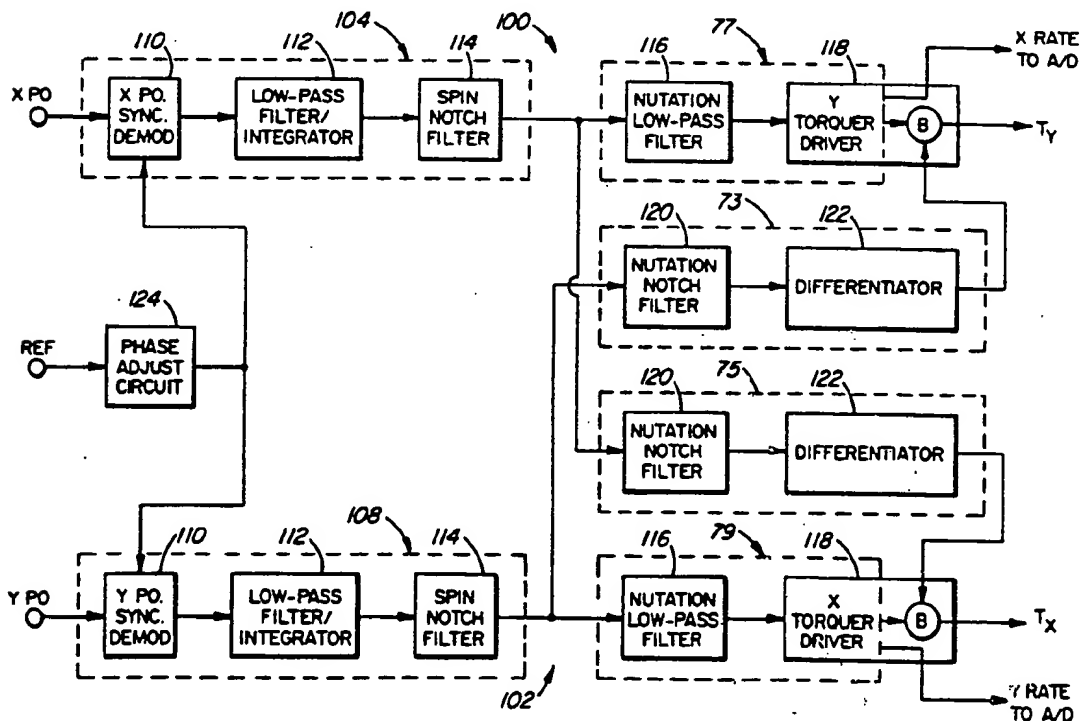 104
100
110
112
114
116
77
118
X RATE
TO A/D
X PO
X PO.
SYNC.
DEMOD
LOW-PASS
FILTER/
INTEGRATOR
SPIN
NOTCH
FILTER
NUTATION
LOW-PASS
FILTER
Y
TORQUER
DRIVER
B
TY
73
120
122
NUTATION
NOTCH
FILTER
DIFFERENTIATOR
124
REF
PHASE
ADJUST
CIRCUIT
75
120
122
NUTATION
NOTCH
FILTER
DIFFERENTIATOR
110
112
108
114
116
79
118
Y PO
Y PO.
SYNC.
DEMOD
LOW-PASS
FILTER/
INTEGRATOR
SPIN
NOTCH
FILTER
NUTATION
LOW-PASS
FILTER
X
TORQUER
DRIVER
B
TX
102
Y RATE
TO A/D